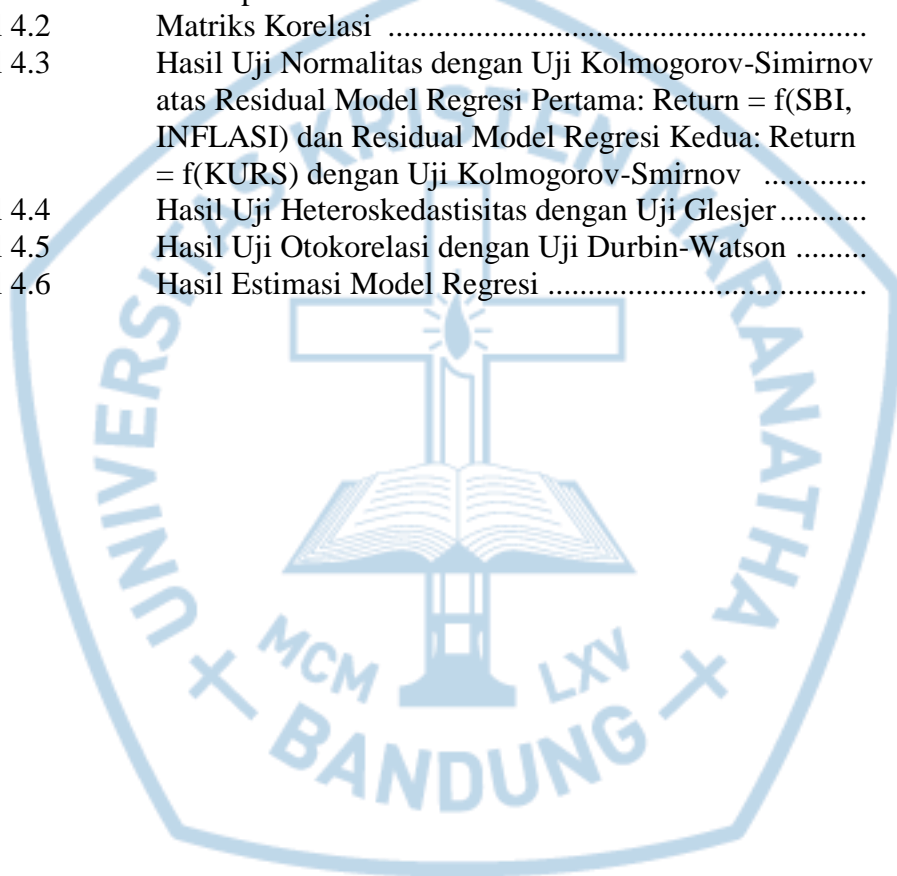 4.2 Matriks Korelasi ............................................................
4.3 Hasil Uji Normalitas dengan Uji Kolmogorov-Simirnov
atas Residual Model Regresi Pertama: Return = f(SBI,
INFLASI) dan Residual Model Regresi Kedua: Return
= f(KURS) dengan Uji Kolmogorov-Smirnov .............
4.4 Hasil Uji Heteroskedastisitas dengan Uji Glesjer...........
4.5 Hasil Uji Otokorelasi dengan Uji Durbin-Watson .........
4.6 Hasil Estimasi Model Regresi ........................................
UNIVERSITAS KRISTEN MARANATHA
MCM LXV
BANDUNG